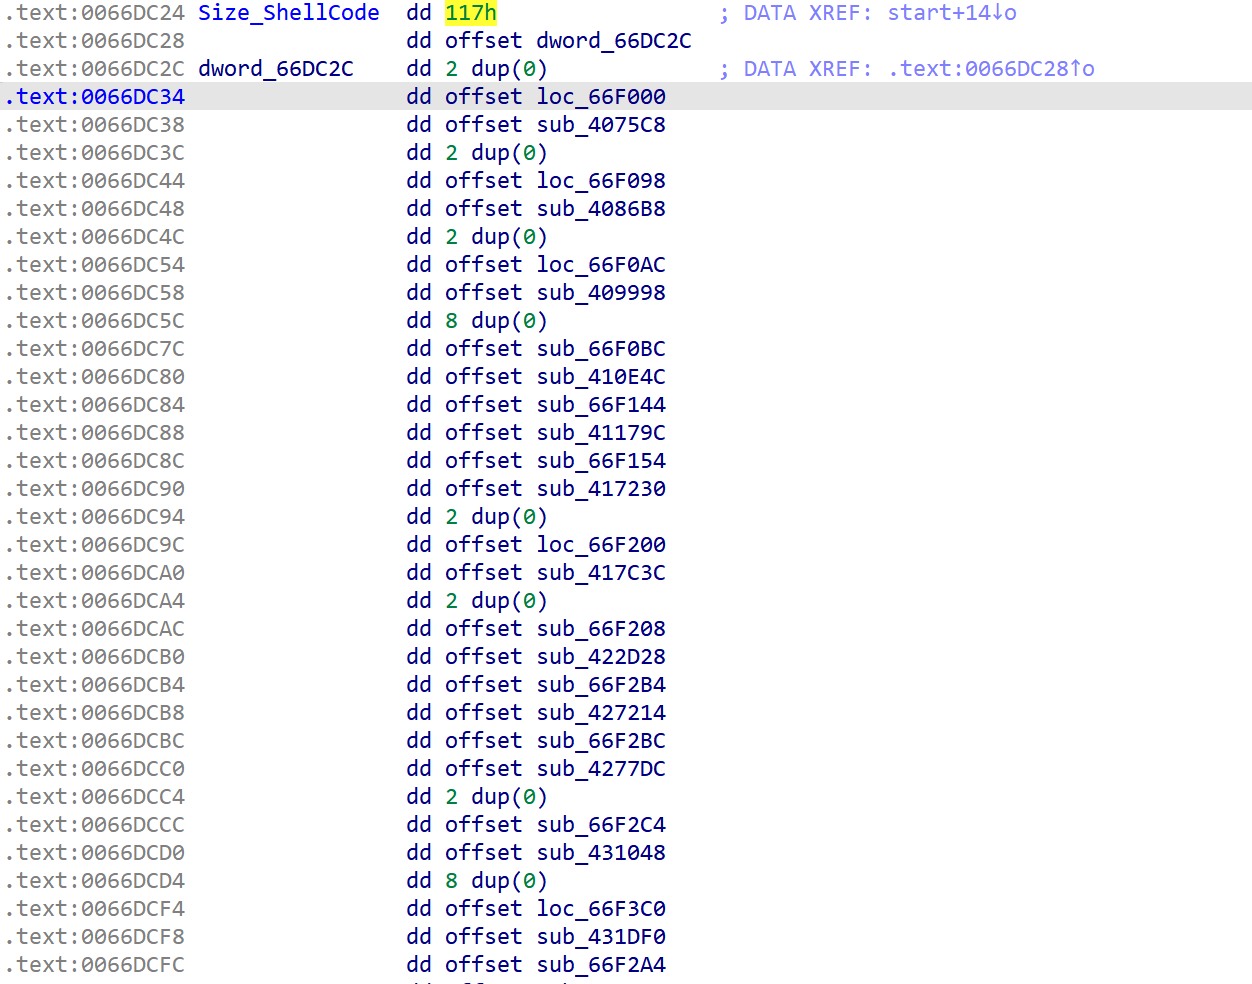 .text:0066DC24 Size_ShellCode dd 117h ; DATA XREF: start+14↓o
.text:0066DC28 dd offset dword_66DC2C
.text:0066DC2C dword_66DC2C dd 2 dup(0) ; DATA XREF: .text:0066DC28↑o
.text:0066DC34 dd offset loc_66F000
.text:0066DC38 dd offset sub_4075C8
.text:0066DC3C dd 2 dup(0)
.text:0066DC44 dd offset loc_66F098
.text:0066DC48 dd offset sub_4086B8
.text:0066DC4C dd 2 dup(0)
.text:0066DC54 dd offset loc_66F0AC
.text:0066DC58 dd offset sub_409998
.text:0066DC5C dd 8 dup(0)
.text:0066DC7C dd offset sub_66F0BC
.text:0066DC80 dd offset sub_410E4C
.text:0066DC84 dd offset sub_66F144
.text:0066DC88 dd offset sub_41179C
.text:0066DC8C dd offset sub_66F154
.text:0066DC90 dd offset sub_417230
.text:0066DC94 dd 2 dup(0)
.text:0066DC9C dd offset loc_66F200
.text:0066DCA0 dd offset sub_417C3C
.text:0066DCA4 dd 2 dup(0)
.text:0066DCAC dd offset sub_66F208
.text:0066DCB0 dd offset sub_422D28
.text:0066DCB4 dd offset sub_66F2B4
.text:0066DCB8 dd offset sub_427214
.text:0066DCBC dd offset sub_66F2BC
.text:0066DCC0 dd offset sub_4277DC
.text:0066DCC4 dd 2 dup(0)
.text:0066DCCC dd offset sub_66F2C4
.text:0066DCD0 dd offset sub_431048
.text:0066DCD4 dd 8 dup(0)
.text:0066DCF4 dd offset loc_66F3C0
.text:0066DCF8 dd offset sub_431DF0
.text:0066DCFC dd offset sub_66F2A4